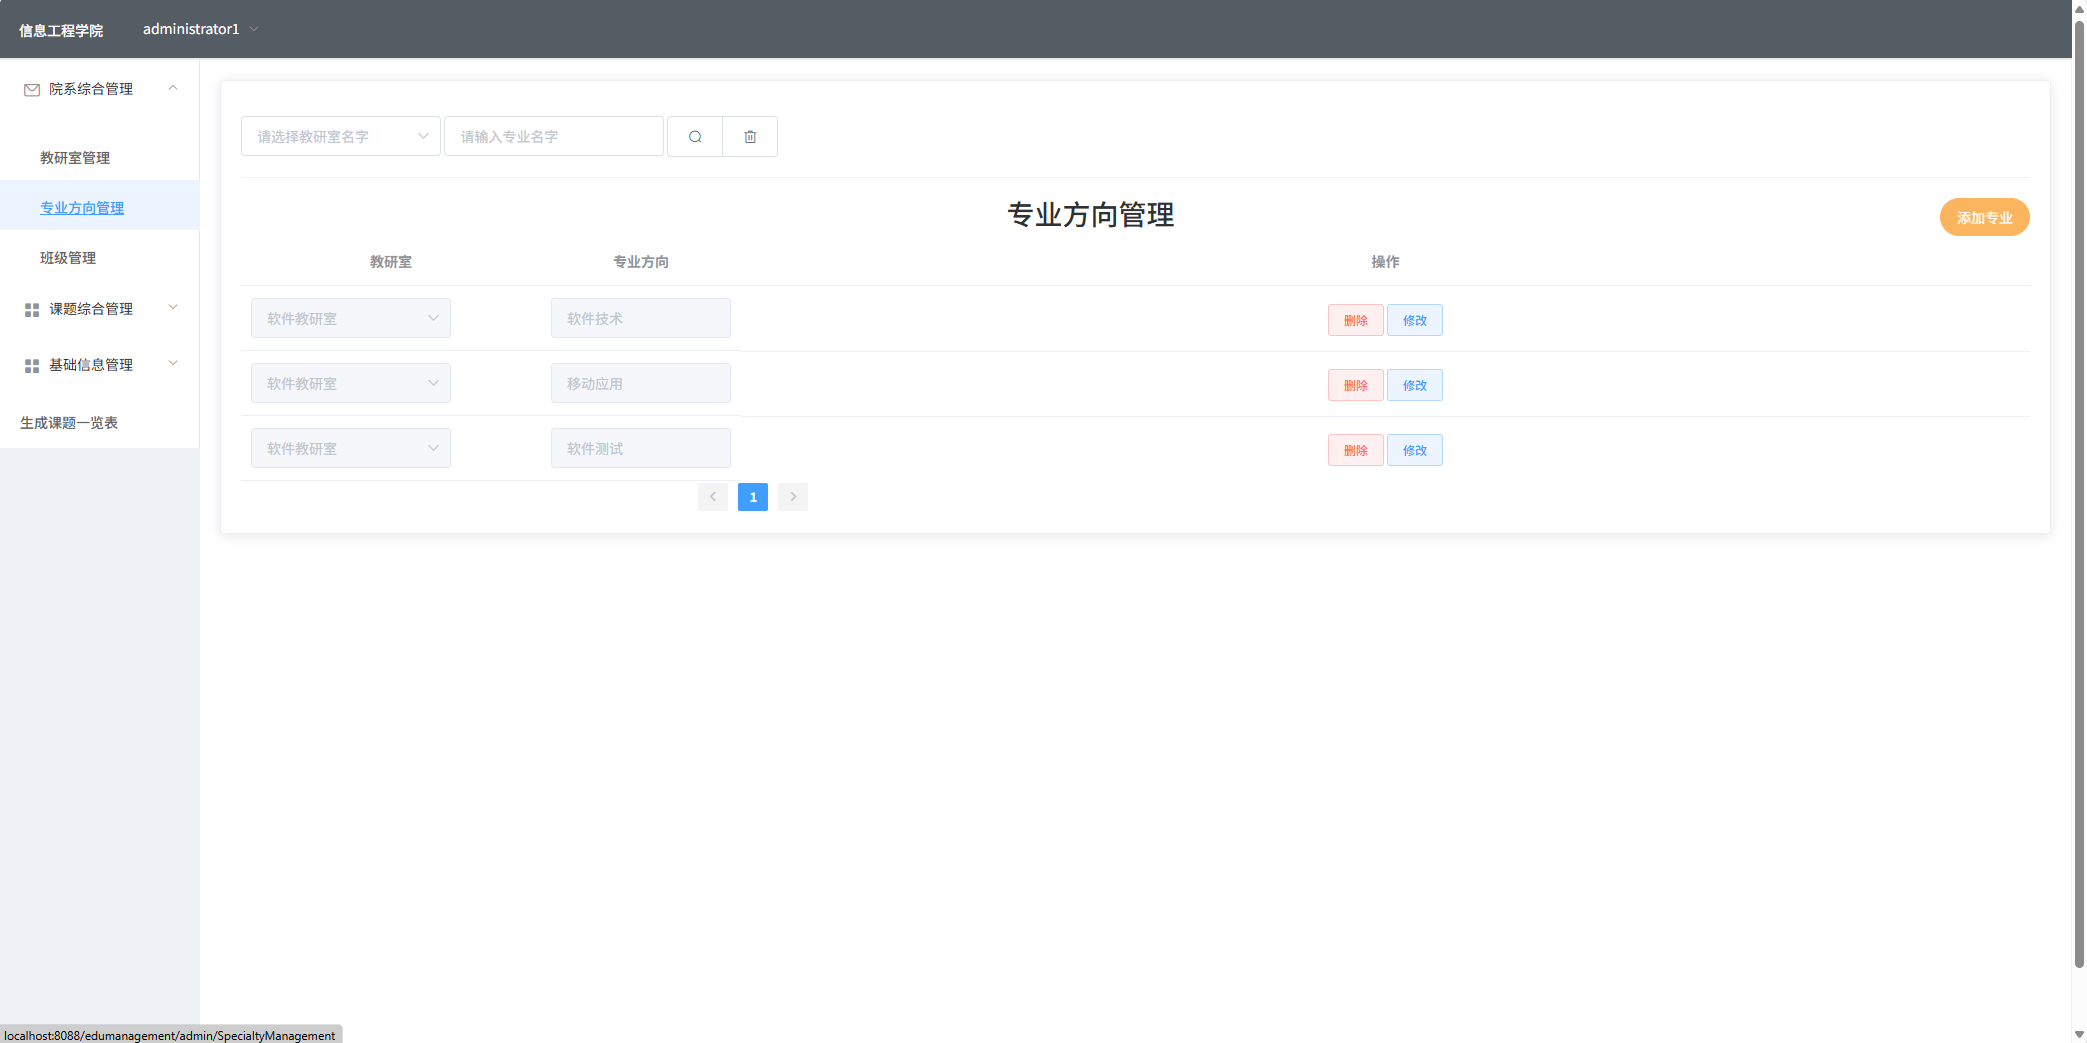 信息工程学院 administrator1
院系综合管理
教研室管理
专业方向管理
班级管理
课题综合管理
基础信息管理
生成课题一览表
请选择教研室名字 请输入专业名字
专业方向管理
添加专业
教研室 专业方向 操作
软件教研室 软件技术 删除 修改
软件教研室 移动应用 删除 修改
软件教研室 软件测试 删除 修改
1
localhost:8088/edumanagement/admin/SpecialtyManagement